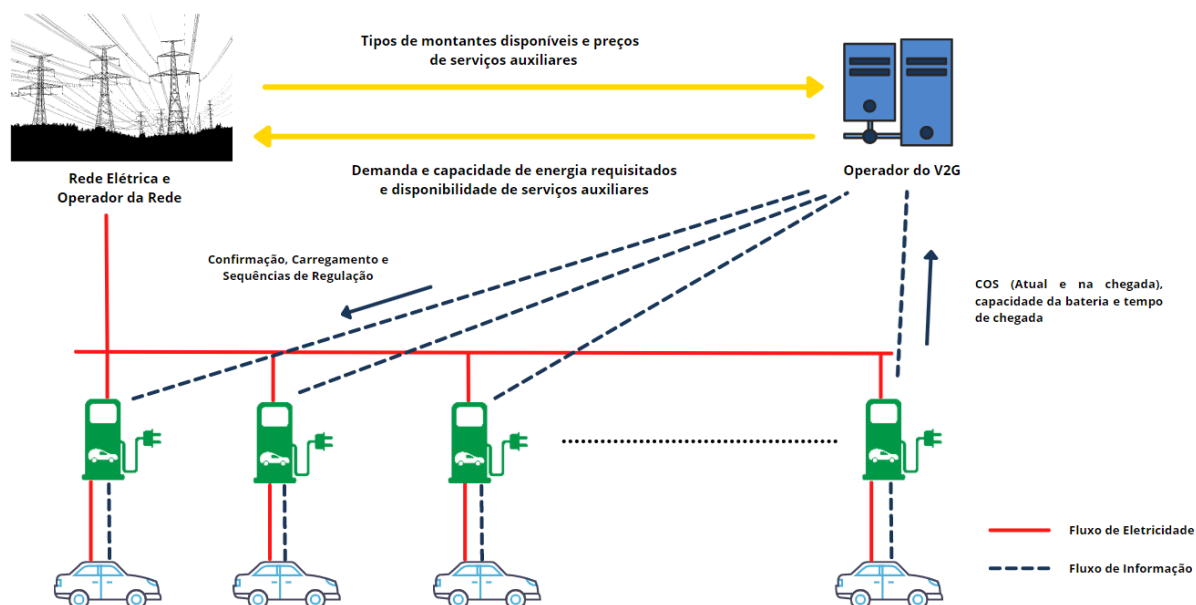 Tipos de montantes disponíveis e preços
de serviços auxiliares
Rede Elétrica e
Operador da Rede
Demanda e capacidade de energia requisitados
e disponibilidade de serviços auxiliares
Operador do V2G
Confirmação, Carregamento e
Sequências de Regulação
COS (Atual e na chegada),
capacidade da bateria e tempo
de chegada
Fluxo de Eletricidade
Fluxo de Informação